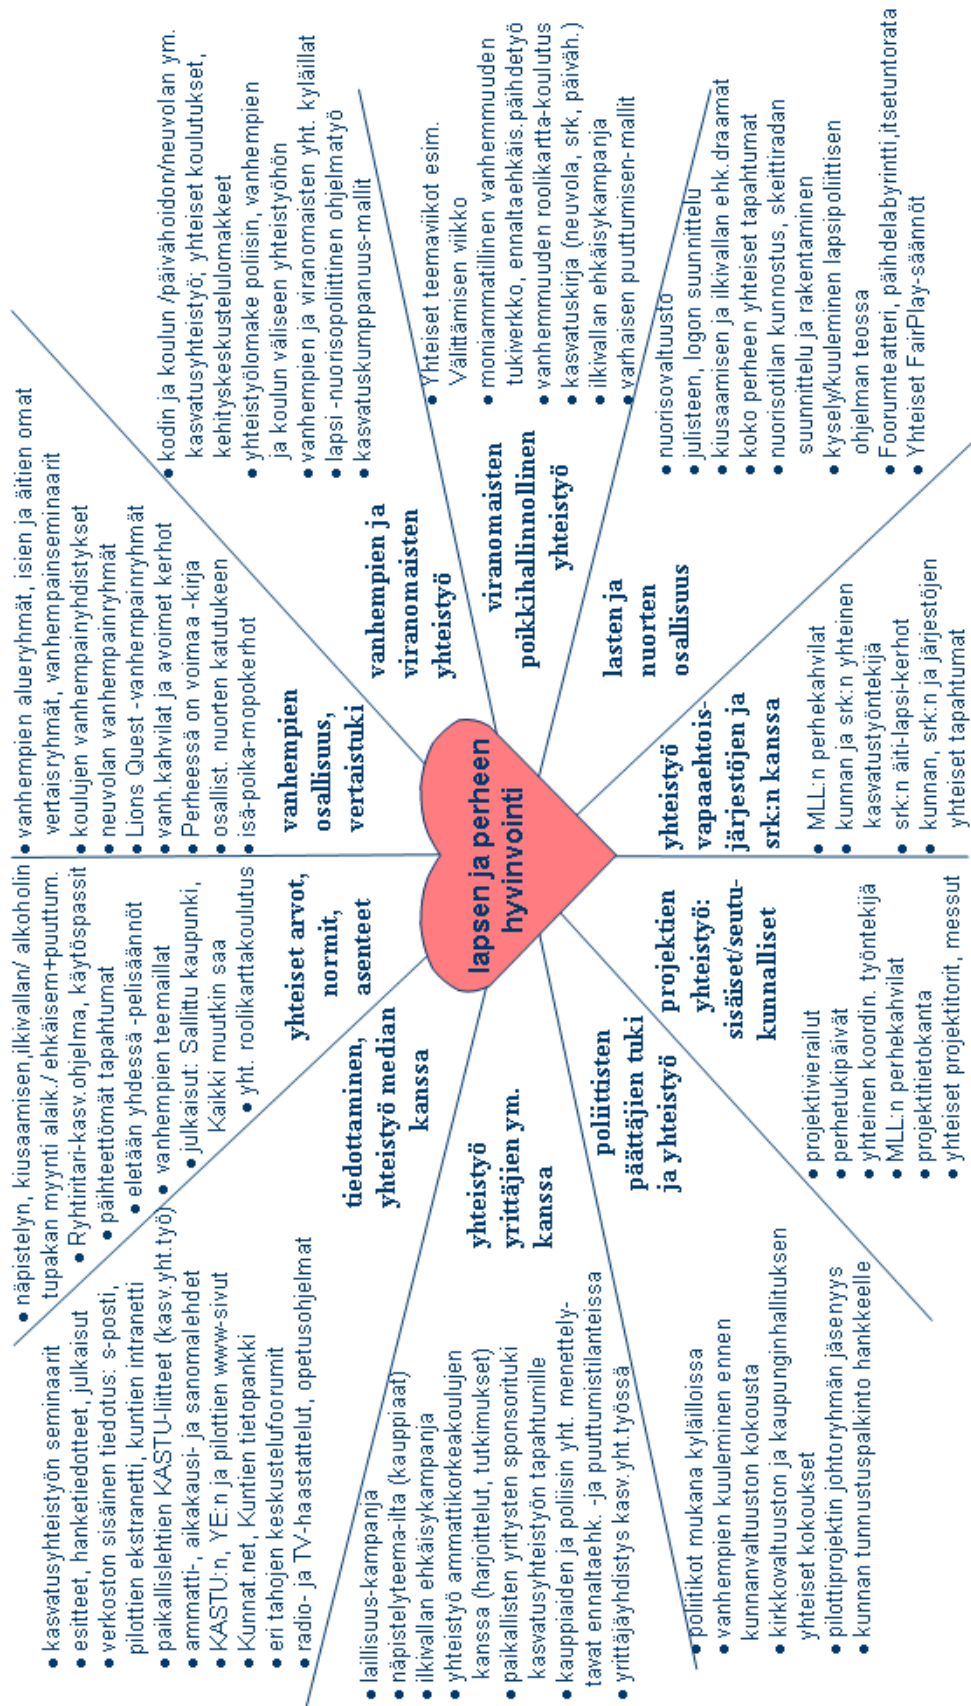 lapsen ja perheen
hyvinvointi
yhteiset arvot,
normit,
asenteet
• näpistelyn, kiusaamisen,ilkivallan/ alkoholin
tupakan myynti alaik./ ehkäisem+puuttum.
• Ryhtiritari-kasv.ohjelma, käytöspassit
• päihteettömät tapahtumat
• eletään yhdessä -pelisäännöt
• vanhempien teemaillat
• julkaisut: Sallittu kaupunki,
Kaikki muutkin saa
• yht. roolikarttakoulutus
vanhempien
osallisuus,
vertaistuki
• vanhempien alueryhmät, isien ja äitien omat
vertaisryhmät, vanhempainseminaarit
• koulujen vanhempainyhdistykset
• neuvolan vanhempainryhmät
• Lions Quest -vanhempainryhmät
• vanh.kahvilat ja avoimet kerhot
• Perheessä on voimaa -kirja
• osallist. nuorten katutukeen
• isä-poika-mopokerhot
vanhempien ja
viranomaisten
yhteistyö
• kodin ja koulun /päivähoidon/neuvolan ym.
kasvatusyhteistyö, yhteiset koulutukset,
kehityskeskustelulomakkeet
• yhteistyölomake poliisin, vanhempien
ja koulun väliseen yhteistyöhön
• vanhempien ja viranomaisten yht. kyläillat
• lapsi -nuorisopoliittinen ohjelmatyö
• kasvatuskumppanuus-mallit
viranomaisten
poikkihallinnollinen
yhteistyö
• Yhteiset teemaviikot esim.
Välittämisen viikko
• moniammatillinen vanhemmuuden
tukiverkko, ennaltaehkäis.päihdetyö
• vanhemmuuden roolikartta-koulutus
• kasvatuskirja (neuvola, srk, päiväh.)
• ilkivallan ehkäisykampanja
• varhaisen puuttumisen-mallit
lasten ja
nuorten
osallisuus
• nuorisovaltuusto
• julisteen, logon suunnittelu
• kiusaamisen ja ilkivallan ehk.draamat
• koko perheen yhteiset tapahtumat
• nuorisotilan kunnostus, skeittiradan
suunnittelu ja rakentaminen
• kysely/kuuleminen lapsipoliittisen
ohjelman teossa
• Foorumteatteri, päihdelabyrintti,itsetuntorata
• Yhteiset FairPlay-säännöt
yhteistyö
vapaaehtois-
järjestöjen ja
srk:n kanssa
• MLL:n perhekahvilat
• kunnan ja srk:n yhteinen
kasvatustyöntekijä
• srk:n äiti-lapsi-kerhot
• kunnan, srk:n ja järjestöjen
yhteiset tapahtumat
projektien
yhteistyö:
sisäiset/seutu-
kunnalliset
• projektivierailut
• perhetukipäivät
• yhteinen koordin. työntekijä
• MLL:n perhekahvilat
• projektitietokanta
• yhteiset projektitorit, messut
poliittisten
päättäjien tuki
ja yhteistyö
• poliitikot mukana kyläilloissa
• vanhempien kuuleminen ennen
kunnanvaltuuston kokousta
• kirkkovaltuuston ja kaupunginhallituksen
yhteiset kokoukset
• pilottiprojektin johtoryhmän jäsenyys
• kunnan tunnustuspalkinto hankkeelle
yhteistyö
yrittäjien ym.
kanssa
• laillisuus-kampanja
• näpistelyteema-ilta (kauppiaat)
• ilkivallan ehkäisykampanja
• yhteistyö ammattikorkeakoulujen
kanssa (harjoittelut, tutkimukset)
• paikallisten yritysten sponsorituki
kasvatusyhteistyön tapahtumille
• kauppiaiden ja poliisin yht. menettely-
tavat ennaltaehk. -ja puuttumistilanteissa
• yrittäjäyhdistys kasv.yht.työssä
tiedottaminen,
yhteistyö median
kanssa
• kasvatusyhteistyön seminaarit
• esitteet, hanketiedotteet, julkaisut
• verkoston sisäinen tiedotus: s-posti,
pilottien ekstranetti, kuntien intranetti
• paikallislehtien KASTU-liitteet (kasv.yht.työ)
• ammatti-, aikakausi- ja sanomalehdet
• KASTU:n, YE:n ja pilottien www-sivut
• Kunnat.net, Kuntien tietopankki
• eri tahojen keskustelufoorumit
• radio- ja TV-haastattelut, opetusohjelmat